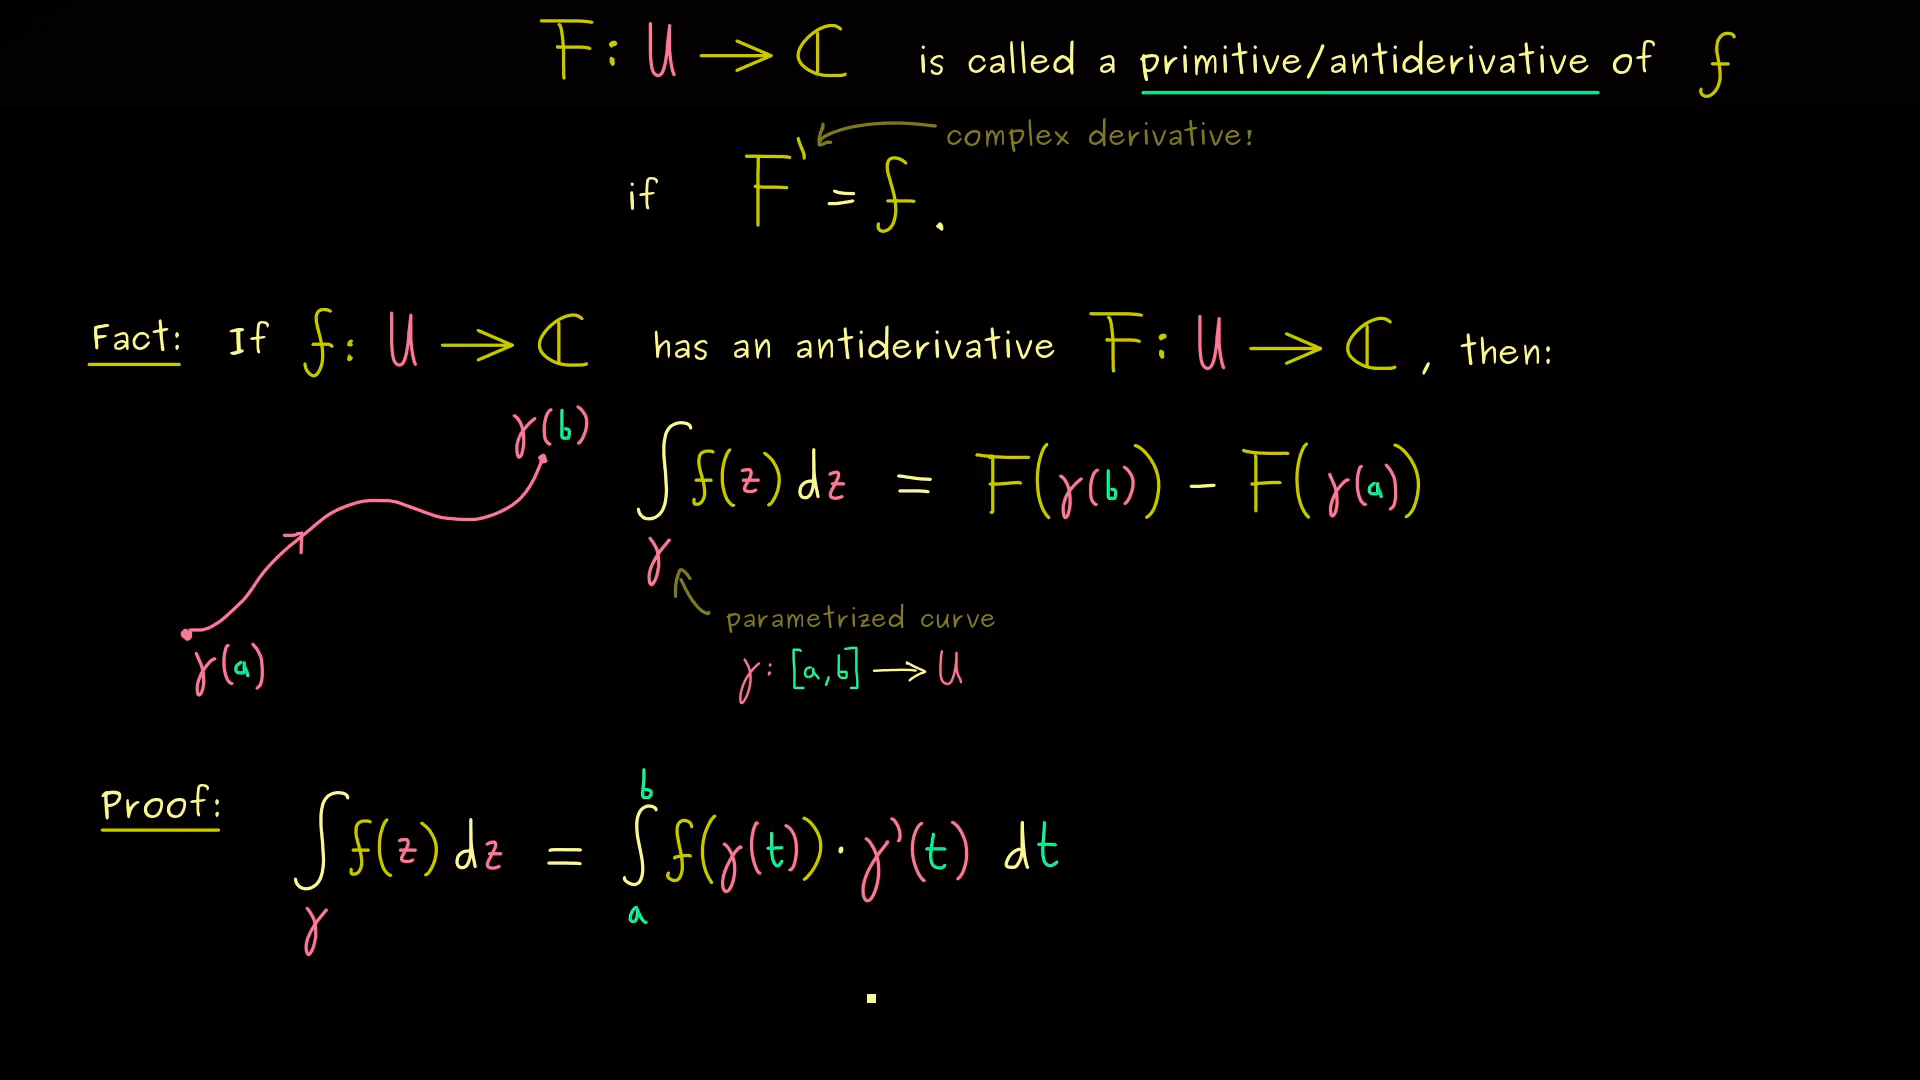 F: U → ℂ is called a primitive/antiderivative of f
complex derivative!
if F' = f .
Fact: If f: U → ℂ has an antiderivative F: U → ℂ , then:
γ(b)
∫_γ f(z) dz = F(γ(b)) - F(γ(a))
parametrized curve
γ(a)
γ: [a,b] → U
Proof: ∫_γ f(z) dz = ∫_a^b f(γ(t)) · γ'(t) dt